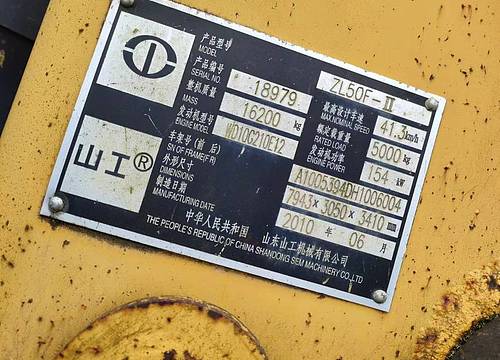 产品型号 MODEL ZL50F-II
产品编号 SERIAL NO. 18979 最高设计车速 MAX.NOMINAL SPEED 41.3km/h
整机质量 MASS 16200 kg 额定载重量 RATED LOAD 5000 kg
发动机型号 ENGINE MODEL WD10G210E12 发动机功率 ENGINE POWER 154 kW
车架号(前 后) SN OF FRAME(F R) A1005394DH1006004
外形尺寸 DIMENSIONS 7943 × 3050 × 3410 mm
制造日期 MANUFACTURING DATE 2010 年 06 月
山工®
中华人民共和国 山东山工机械有限公司
THE PEOPLE'S REPUBLIC OF CHINA SHANDONG SEM MACHINERY CO.,LTD